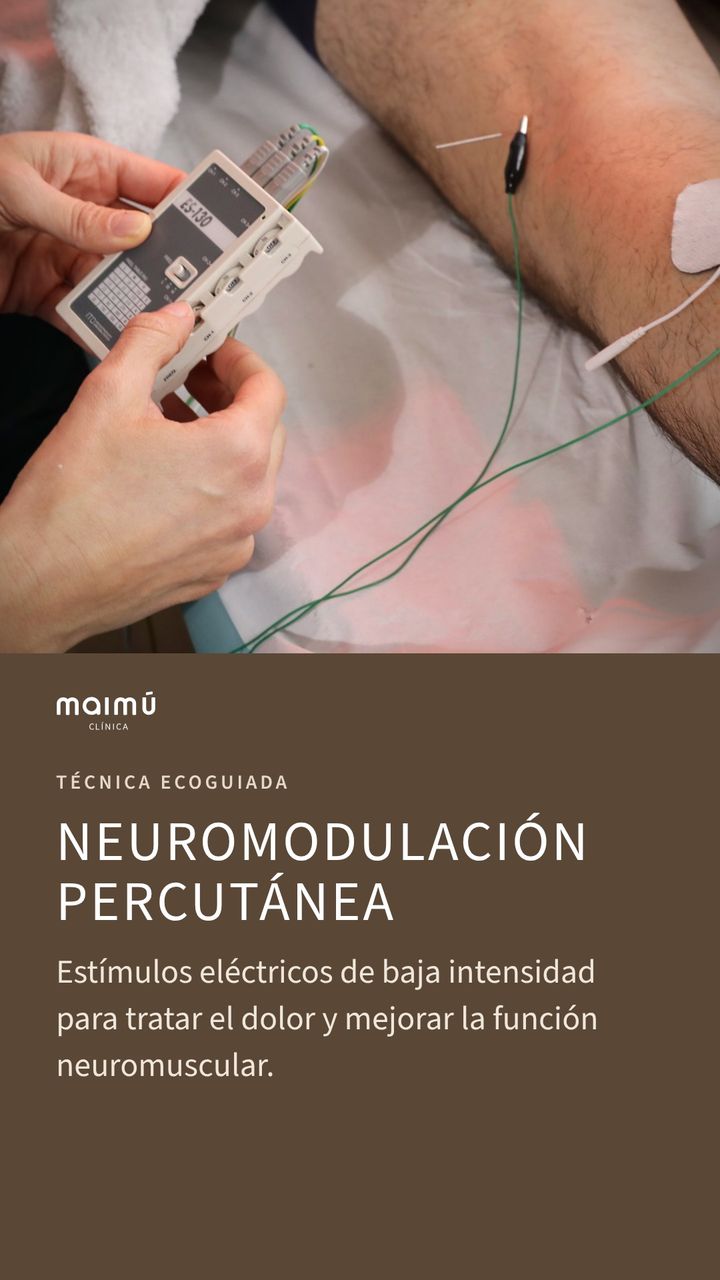 ES-130
maimú
CLÍNICA
TÉCNICA ECOGUIADA
NEUROMODULACIÓN
PERCUTÁNEA
Estímulos eléctricos de baja intensidad
para tratar el dolor y mejorar la función
neuromuscular.